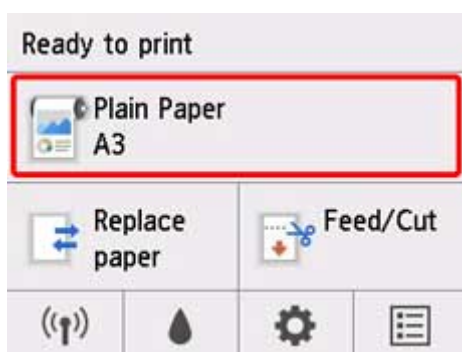 Ready to print
Plain Paper
A3
Replace
paper
Feed/Cut